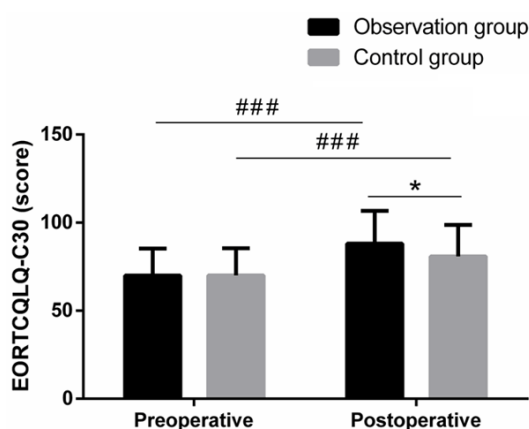 Observation group
Control group
###
###
*
EORTCQLQ-C30 (score)
150
100
50
0
Preoperative
Postoperative